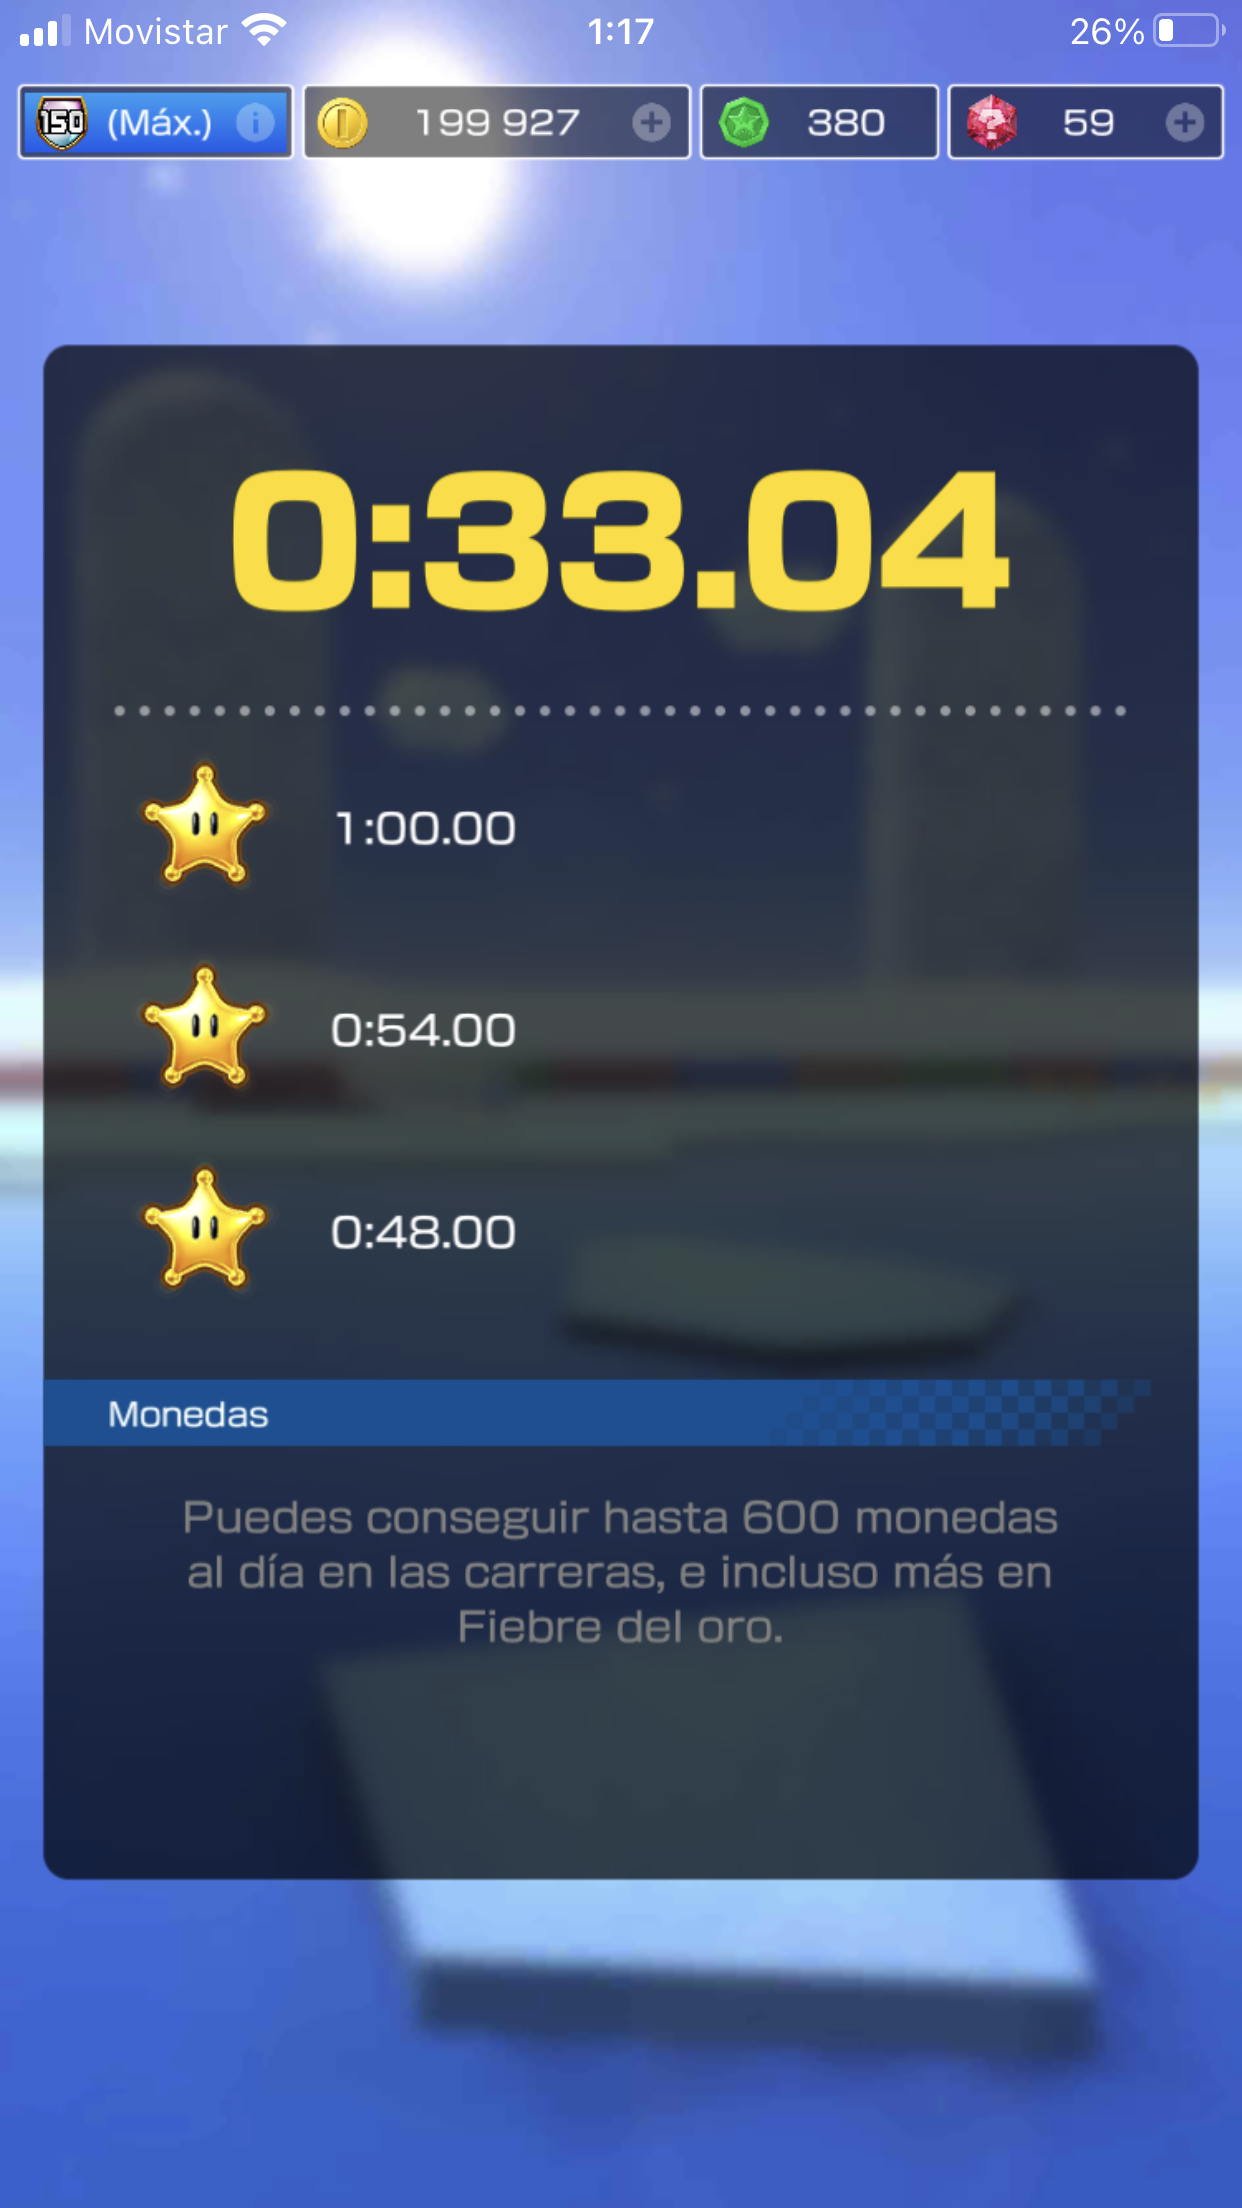 Movistar 1:17 26%
150 (Máx.) i 199 927 + 380 ? 59 +
0:33.04
1:00.00
0:54.00
0:48.00
Monedas
Puedes conseguir hasta 600 monedas
al día en las carreras, e incluso más en
Fiebre del oro.